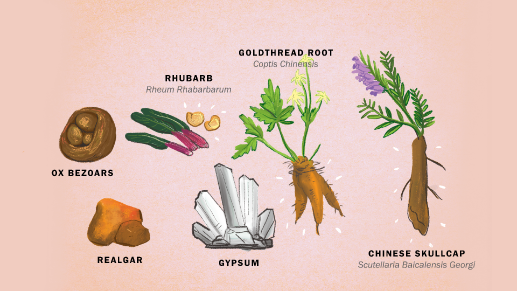 GOLDTHREAD ROOT
Coptis Chinensis
RHUBARB
Rheum Rhabarbarum
OX BEZOARS
REALGAR
GYPSUM
CHINESE SKULLCAP
Scutellaria Baicalensis Georgi